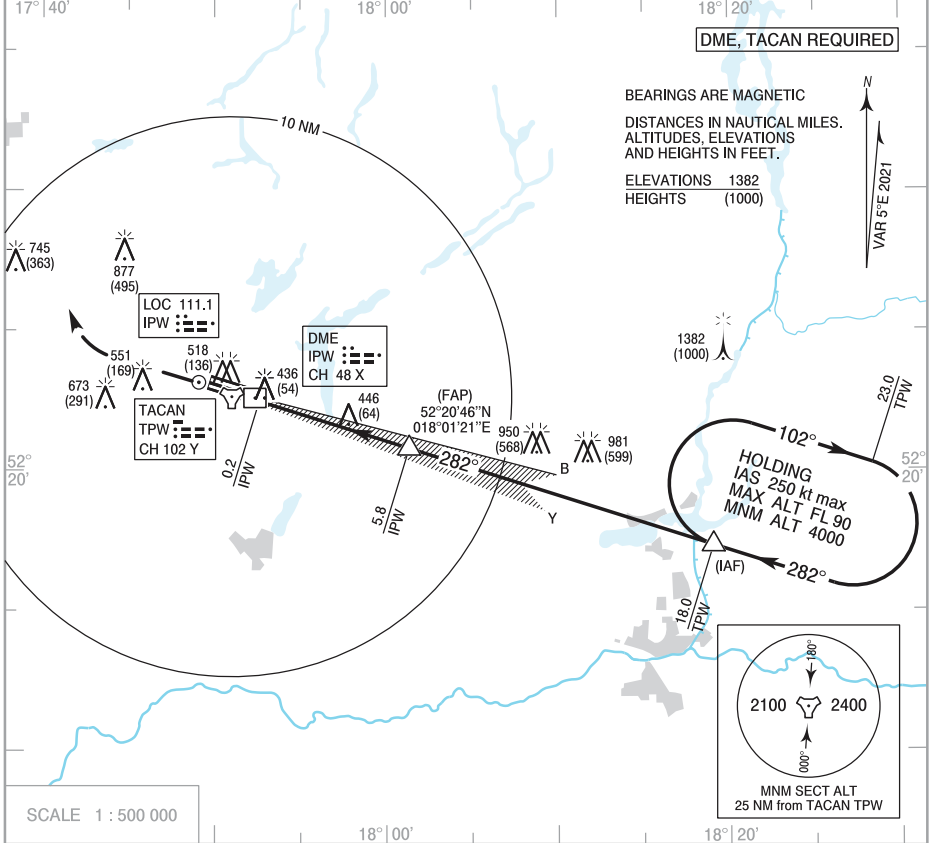 17°40'
18°00'
18°20'
DME, TACAN REQUIRED
N
VAR 5°E 2021
BEARINGS ARE MAGNETIC
DISTANCES IN NAUTICAL MILES.
ALTITUDES, ELEVATIONS
AND HEIGHTS IN FEET.
ELEVATIONS 1382
HEIGHTS (1000)
10 NM
745
(363)
877
(495)
LOC 111.1
IPW
DME
IPW
CH 48 X
1382
(1000)
551
(169)
518
(136)
436
(54)
673
(291)
446
(64)
TACAN
TPW
CH 102 Y
(FAP)
52°20'46"N
018°01'21"E
950
(568)
981
(599)
23.0
TPW
102°
HOLDING
IAS 250 kt max
MAX ALT FL 90
MNM ALT 4000
282°
52°
20'
52°
20'
0.2
IPW
5.8
IPW
282°
B
Y
(IAF)
18.0
TPW
180°
2100
2400
000°
MNM SECT ALT
25 NM from TACAN TPW
SCALE 1 : 500 000
18°00'
18°20'